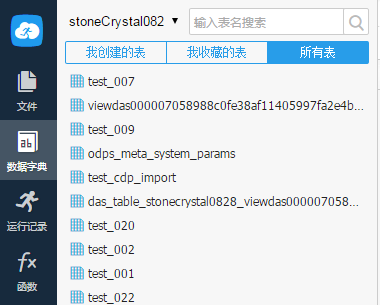 stoneCrystal082
输入表名搜索
我创建的表
我收藏的表
所有表
test_007
viewdas000007058988c0fe38af11405997fa2e4b...
test_009
odps_meta_system_params
test_cdp_import
das_table_stonecrystal0828_viewdas000007058...
test_020
test_002
test_001
test_022
文件
ab
数据字典
运行记录
fx
函数